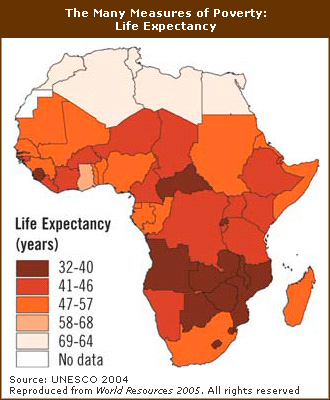 The Many Measures of Poverty:
Life Expectancy
Life Expectancy
(years)
32-40
41-46
47-57
58-68
69-64
No data
Source: UNESCO 2004
Reproduced from World Resources 2005. All rights reserved